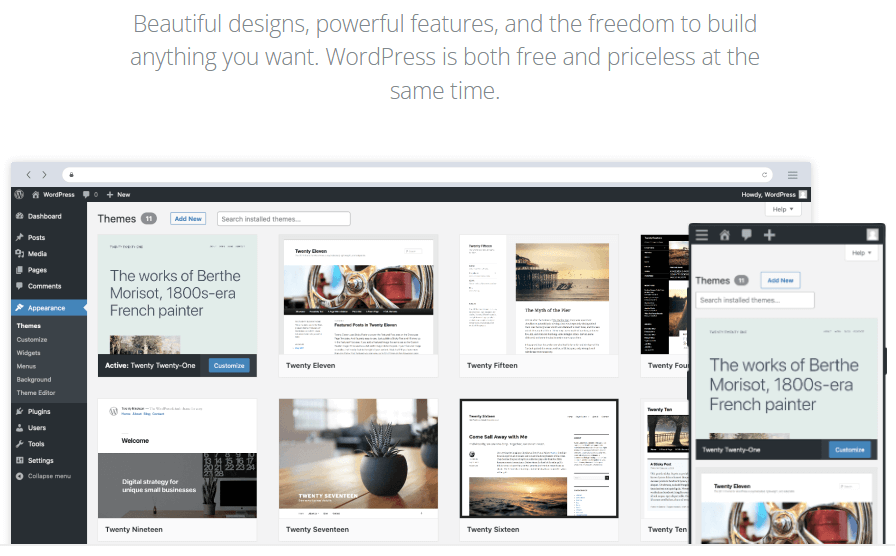 Beautiful designs, powerful features, and the freedom to build
anything you want. WordPress is both free and priceless at the
same time.
WordPress 0 New
Howdy, WordPress
Dashboard
Posts
Media
Pages
Comments
Appearance
Themes
Customize
Widgets
Menus
Background
Theme Editor
Plugins
Users
Tools
Settings
Collapse menu
Help
Themes 11 Add New Search installed themes...
The works of Berthe
Morisot, 1800s-era
French painter
Active: Twenty Twenty-One Customize
Twenty Eleven
Featured Posts in Twenty Eleven
Twenty Eleven
Twenty Fifteen
The Myth of the Pier
Twenty Fifteen
Twenty Four
Welcome
Digital strategy for
unique small businesses
Twenty Nineteen
TWENTY SEVENTEEN
Twenty Seventeen
Twenty Sixteen
Come Sail Away with Me
Twenty Sixteen
Twenty Ten
A Sticky Post
Twenty Ten
Help
Themes 11 Add New
Search installed themes...
The works of Berthe
Morisot, 1800s-era
French painter
Twenty Twenty-One Customize
Twenty Eleven